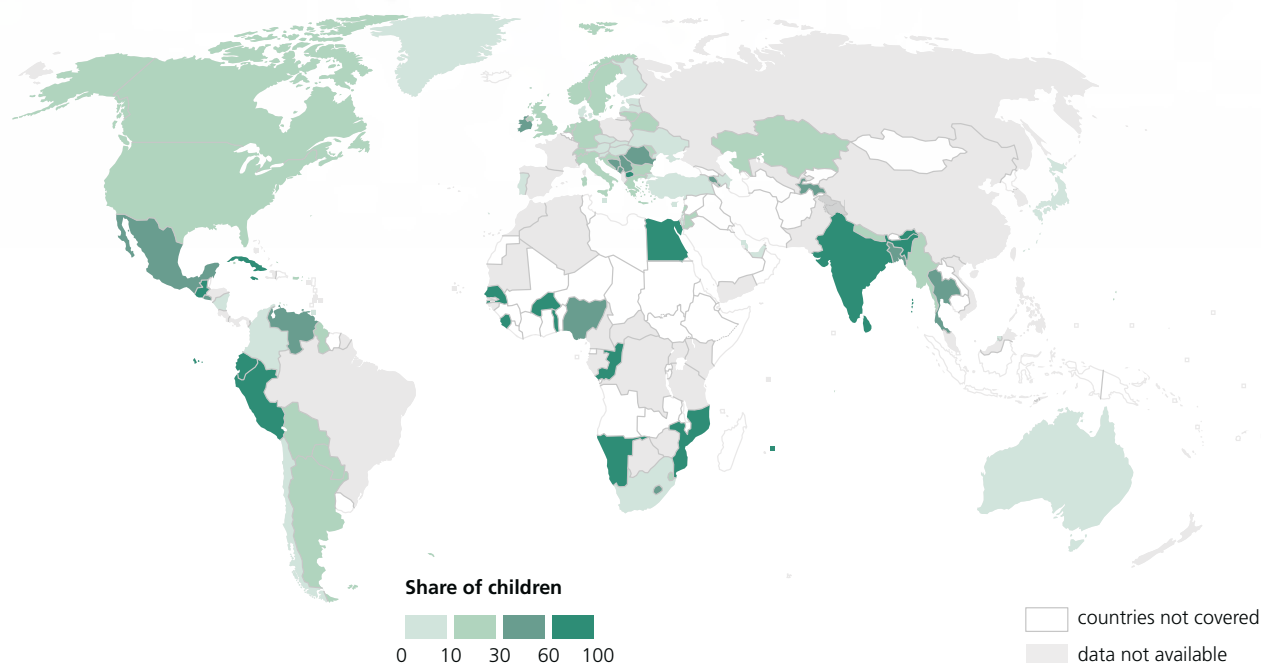 Share of children
0 10 30 60 100
countries not covered
data not available